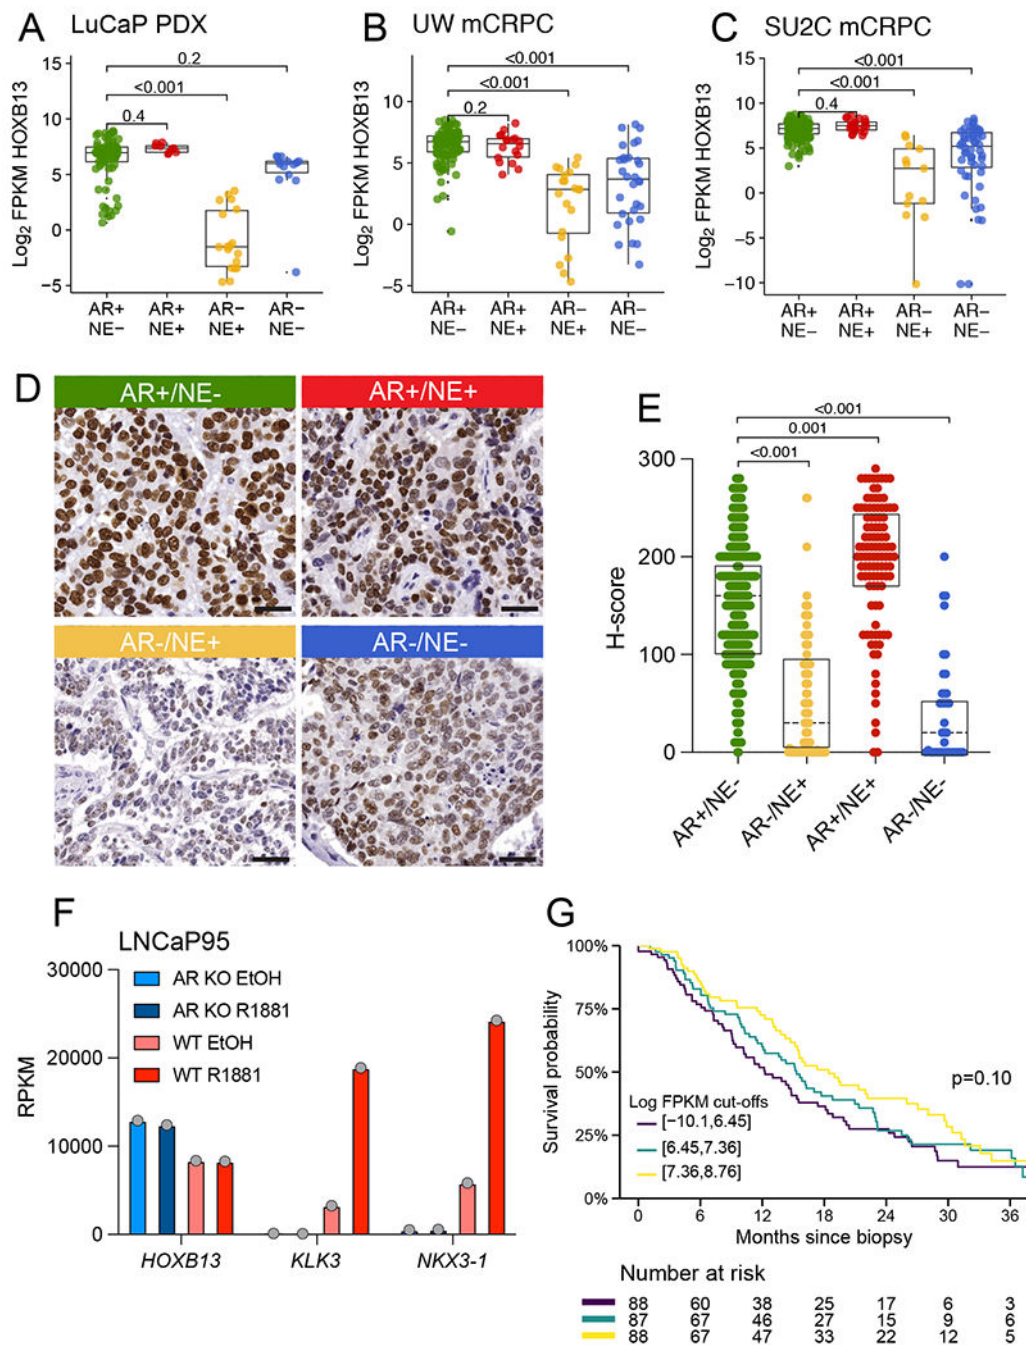 A LuCaP PDX
Log₂ FPKM HOXB13
15
10
5
0
−5
0.2
<0.001
0.4
AR+ AR+ AR− AR−
NE− NE+ NE+ NE−
B UW mCRPC
Log₂ FPKM HOXB13
10
5
0
−5
<0.001
<0.001
0.2
AR+ AR+ AR− AR−
NE− NE+ NE+ NE−
C SU2C mCRPC
Log₂ FPKM HOXB13
15
10
5
0
−5
−10
<0.001
<0.001
0.4
AR+ AR+ AR− AR−
NE− NE+ NE+ NE−
D
AR+/NE- AR+/NE+
AR-/NE+ AR-/NE-
E
H-score
300
200
100
0
<0.001
0.001
<0.001
AR+/NE-
AR-/NE+
AR+/NE+
AR-/NE-
F
LNCaP95
RPKM
30000
20000
10000
0
AR KO EtOH
AR KO R1881
WT EtOH
WT R1881
HOXB13 KLK3 NKX3-1
G
Survival probability
100%
75%
50%
25%
0%
p=0.10
Log FPKM cut-offs
[−10.1,6.45]
[6.45,7.36]
[7.36,8.76]
0 6 12 18 24 30 36
Months since biopsy
Number at risk
88 60 38 25 17 6 3
87 67 46 27 15 9 6
88 67 47 33 22 12 5